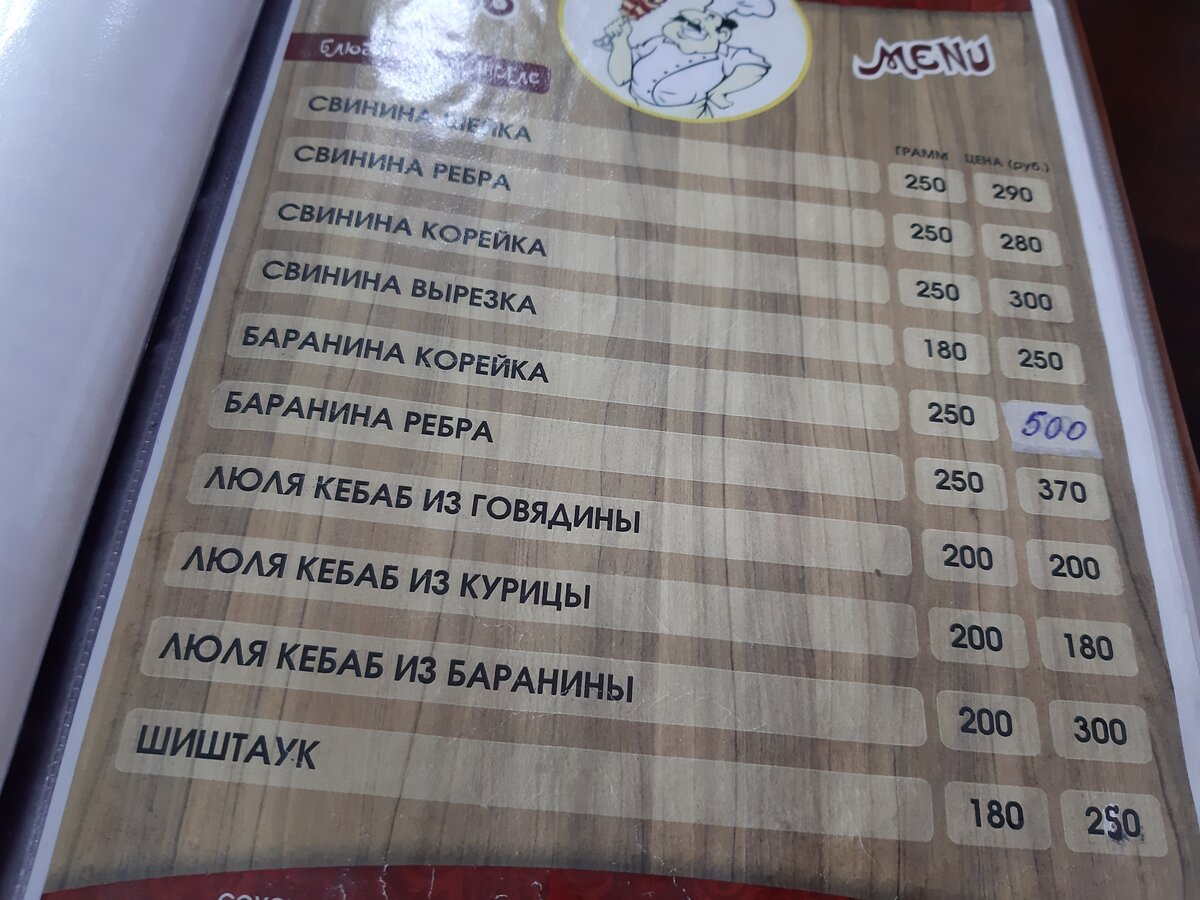 MENU
ГРАММ ЦЕНА (руб.)
СВИНИНА ШЕЙКА 250 290
СВИНИНА РЕБРА 250 280
СВИНИНА КОРЕЙКА 250 300
СВИНИНА ВЫРЕЗКА 180 250
БАРАНИНА КОРЕЙКА 250 500
БАРАНИНА РЕБРА 250 370
ЛЮЛЯ КЕБАБ ИЗ ГОВЯДИНЫ 200 200
ЛЮЛЯ КЕБАБ ИЗ КУРИЦЫ 200 180
ЛЮЛЯ КЕБАБ ИЗ БАРАНИНЫ 200 300
ШИШТАУК 180 250